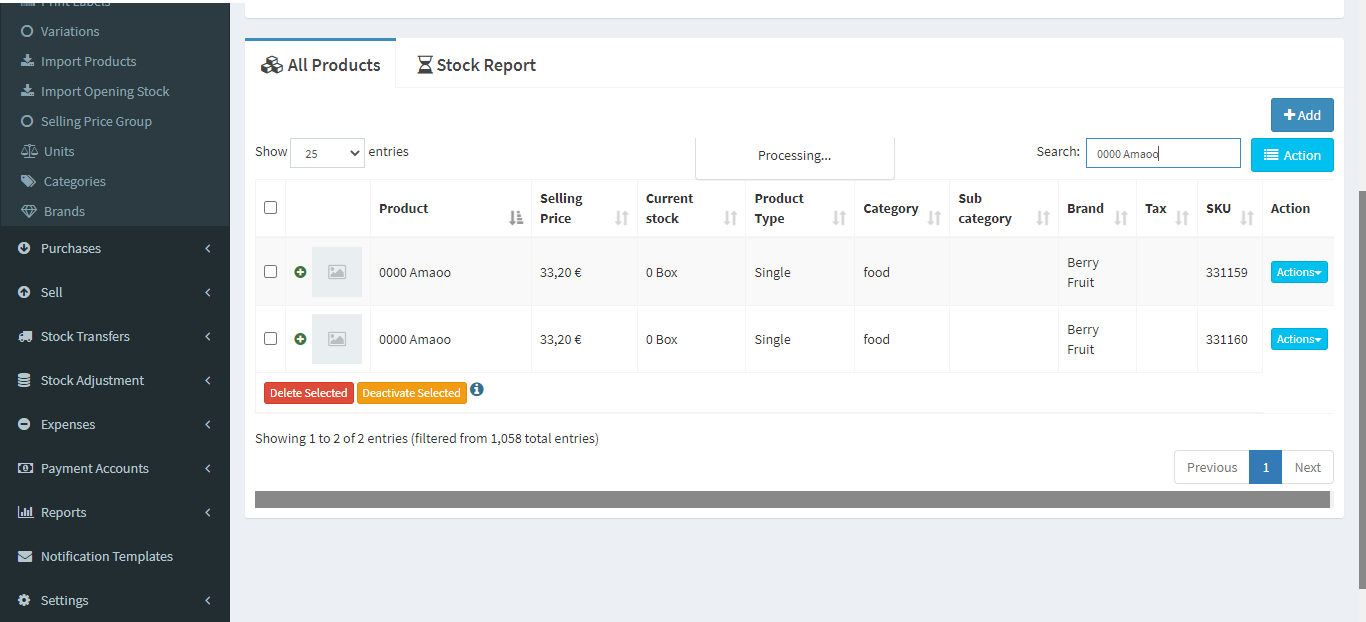 Print Labels
Variations
Import Products
Import Opening Stock
Selling Price Group
Units
Categories
Brands
Purchases
Sell
Stock Transfers
Stock Adjustment
Expenses
Payment Accounts
Reports
Notification Templates
Settings
All Products Stock Report
Add
Show 25 entries Processing... Search: 0000 Amaoo Action
Product Selling Price Current stock Product Type Category Sub category Brand Tax SKU Action
0000 Amaoo 33,20 € 0 Box Single food Berry Fruit 331159 Actions
0000 Amaoo 33,20 € 0 Box Single food Berry Fruit 331160 Actions
Delete Selected Deactivate Selected
Showing 1 to 2 of 2 entries (filtered from 1,058 total entries)
Previous 1 Next